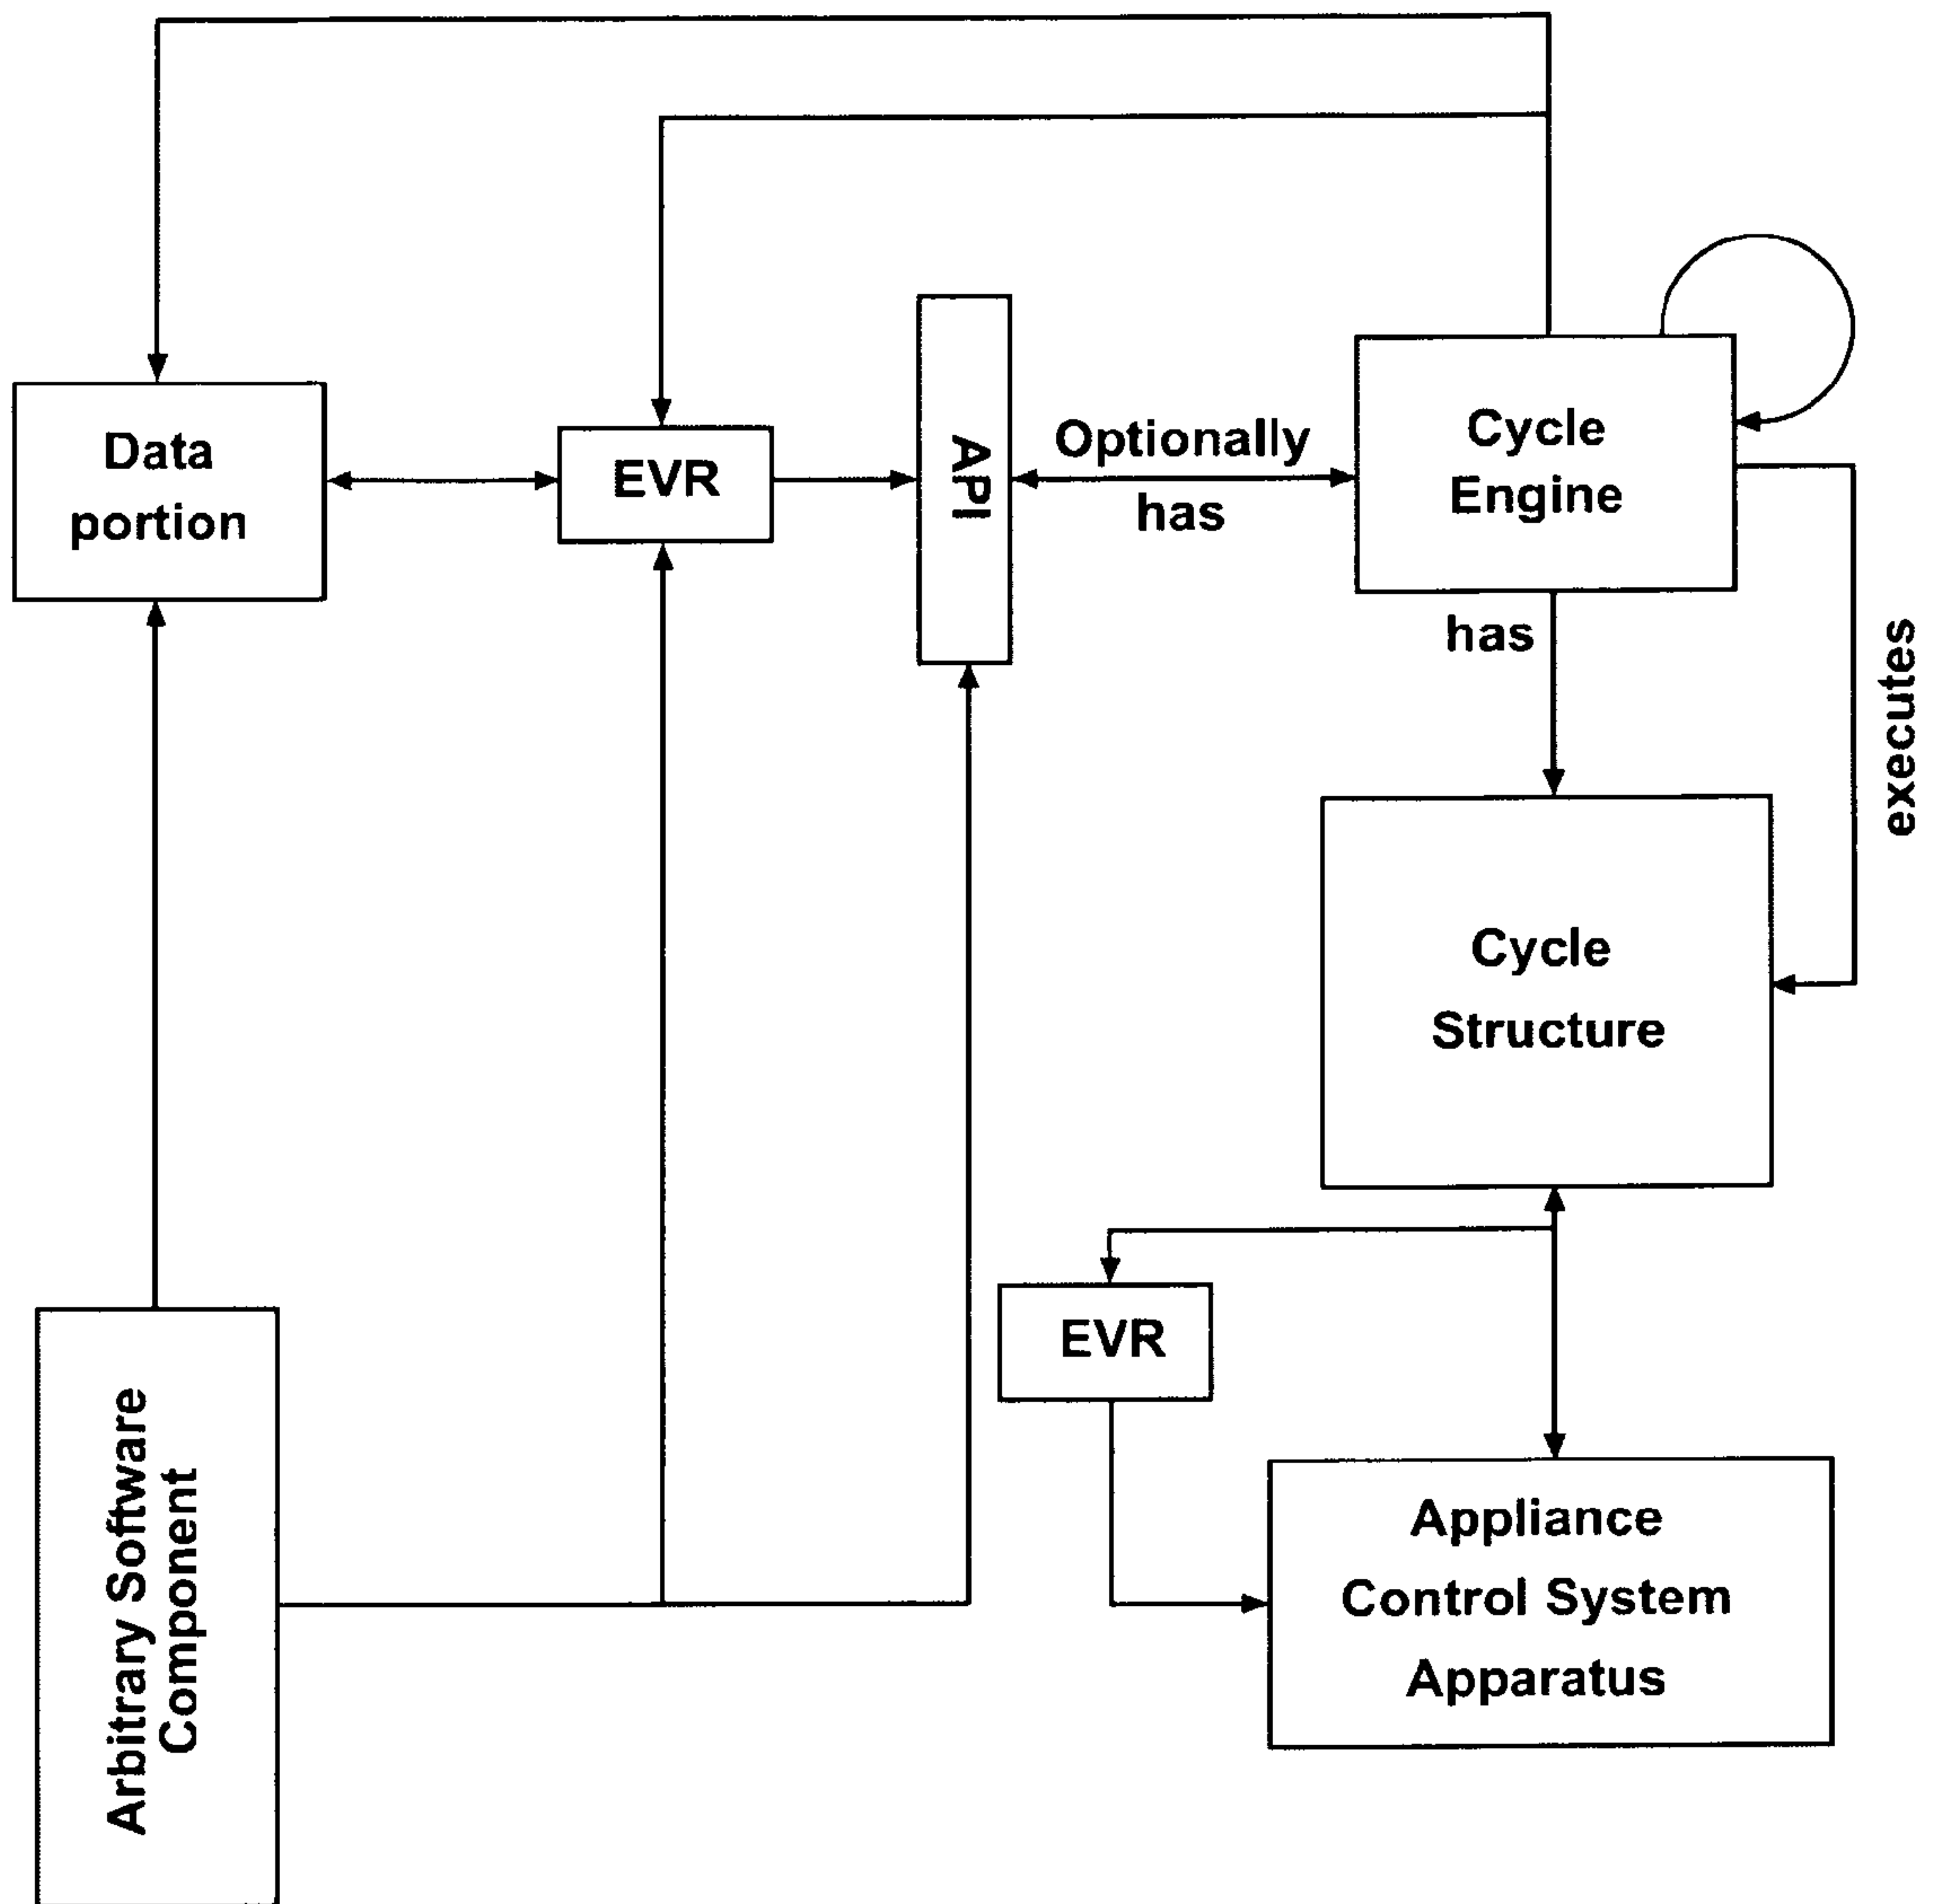 Data
portion
EVR
API
Optionally
has
Cycle
Engine
has
executes
Cycle
Structure
EVR
Arbitrary Software
Component
Appliance
Control System
Apparatus